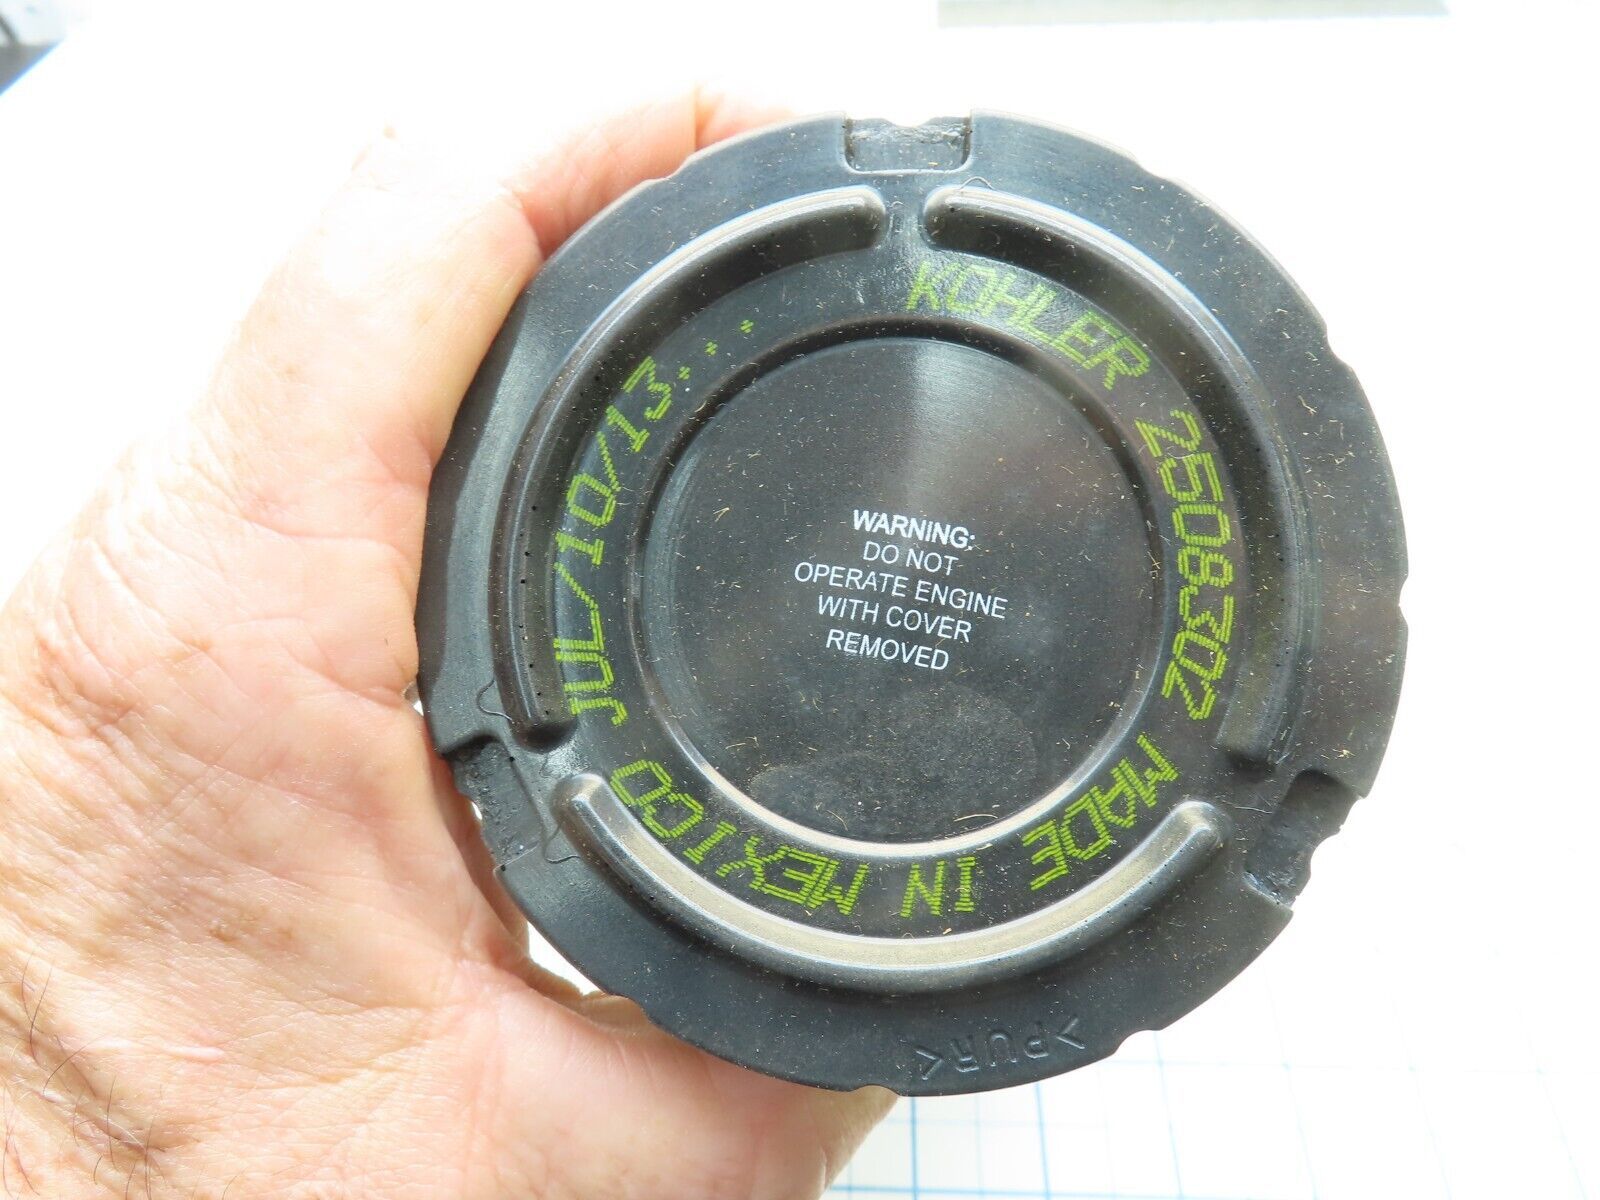 KOHLER 2508302 MADE IN MEXICO JUL/10/13...
WARNING:
DO NOT
OPERATE ENGINE
WITH COVER
REMOVED
>PUR<